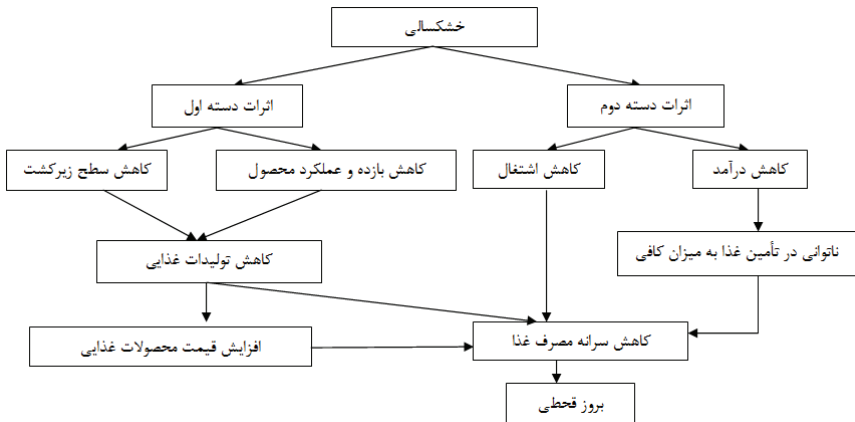 خشکسالی
اثرات دسته دوم
اثرات دسته اول
کاهش درآمد
کاهش اشتغال
کاهش بازده و عملکرد محصول
کاهش سطح زیرکشت
ناتوانی در تأمین غذا به میزان کافی
کاهش تولیدات غذایی
کاهش سرانه مصرف غذا
افزایش قیمت محصولات غذایی
بروز قحطی